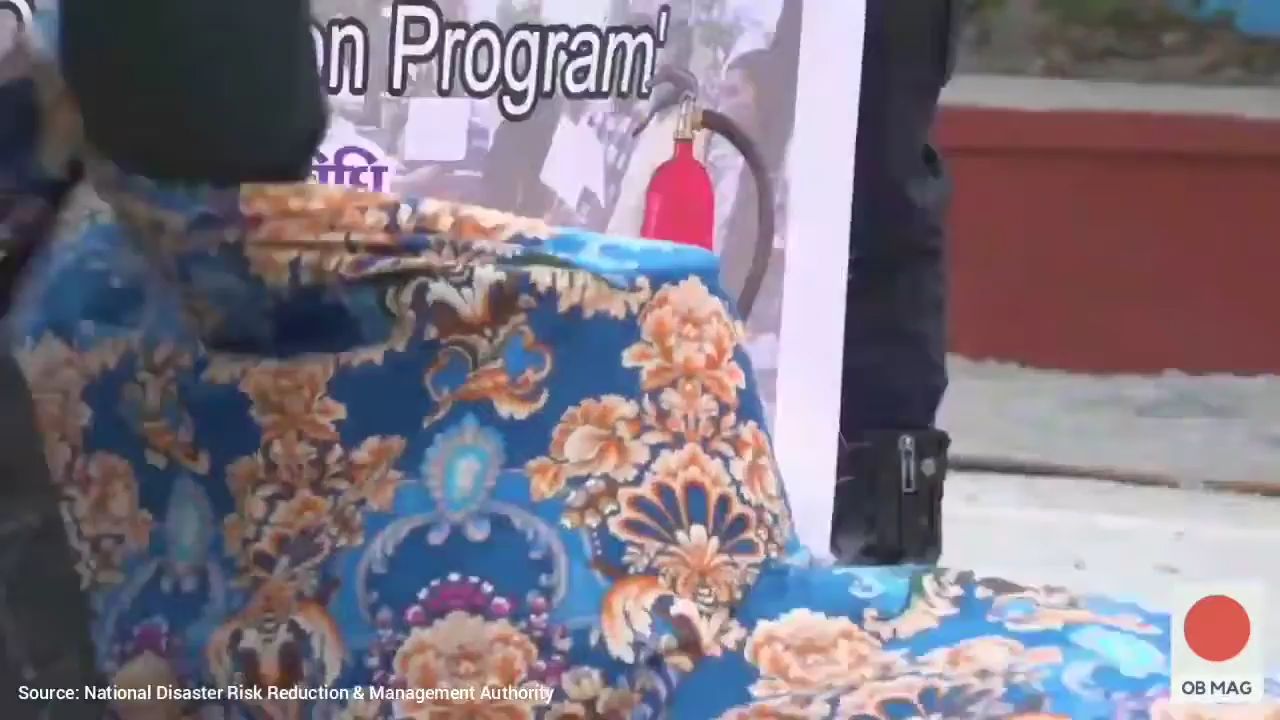 on Program'
Source: National Disaster Risk Reduction & Management Authority
OB MAG